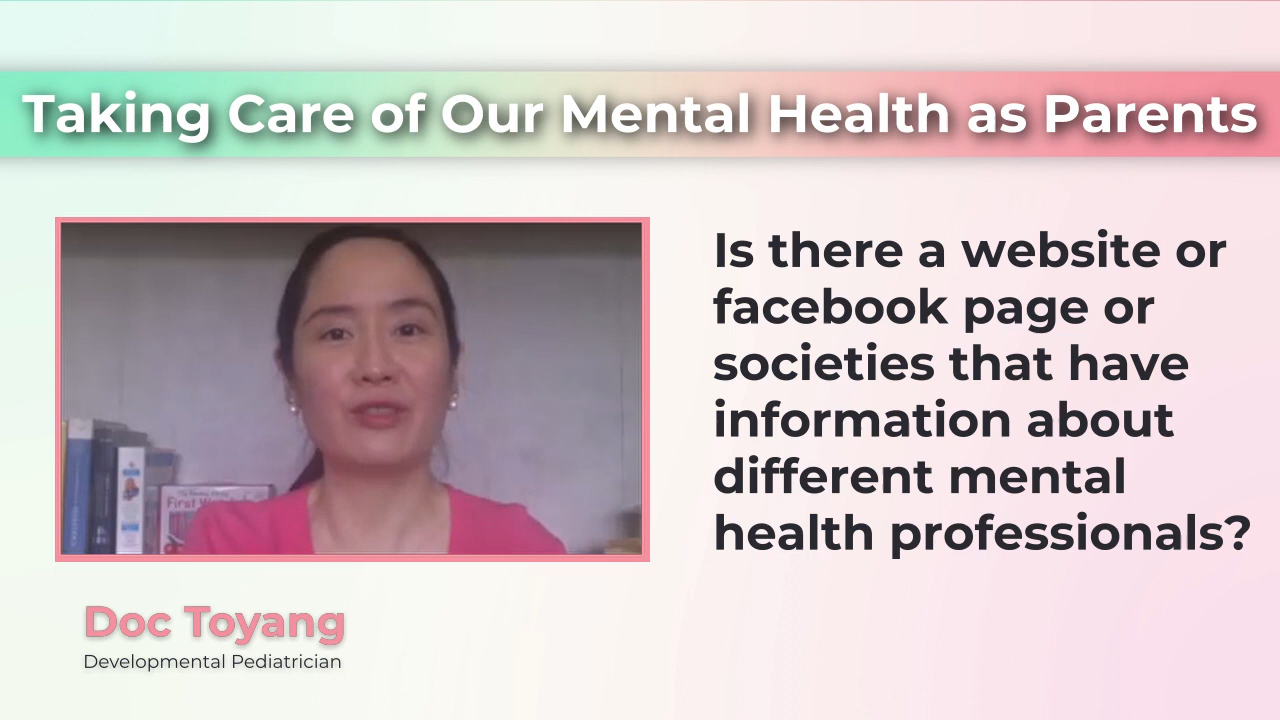 Taking Care of Our Mental Health as Parents
Is there a website or
facebook page or
societies that have
information about
different mental
health professionals?
First
Doc Toyang
Developmental Pediatrician